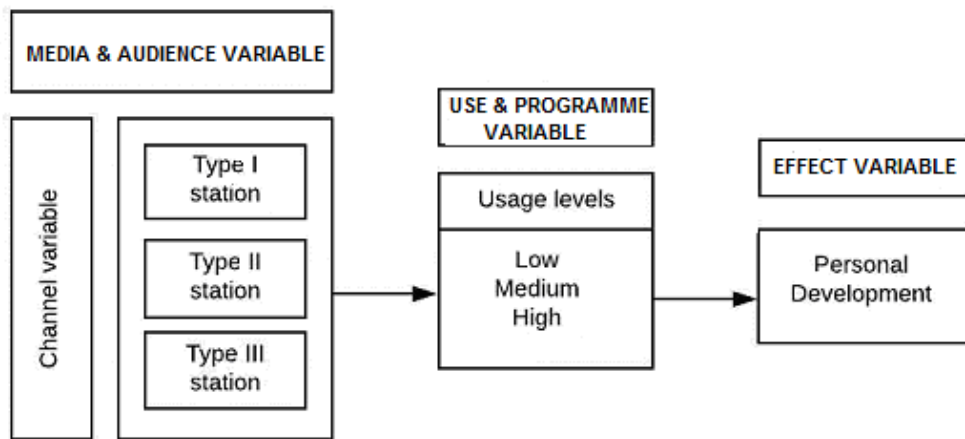 MEDIA & AUDIENCE VARIABLE
Channel variable
Type I
station
Type II
station
Type III
station
USE & PROGRAMME
VARIABLE
Usage levels
Low
Medium
High
EFFECT VARIABLE
Personal
Development